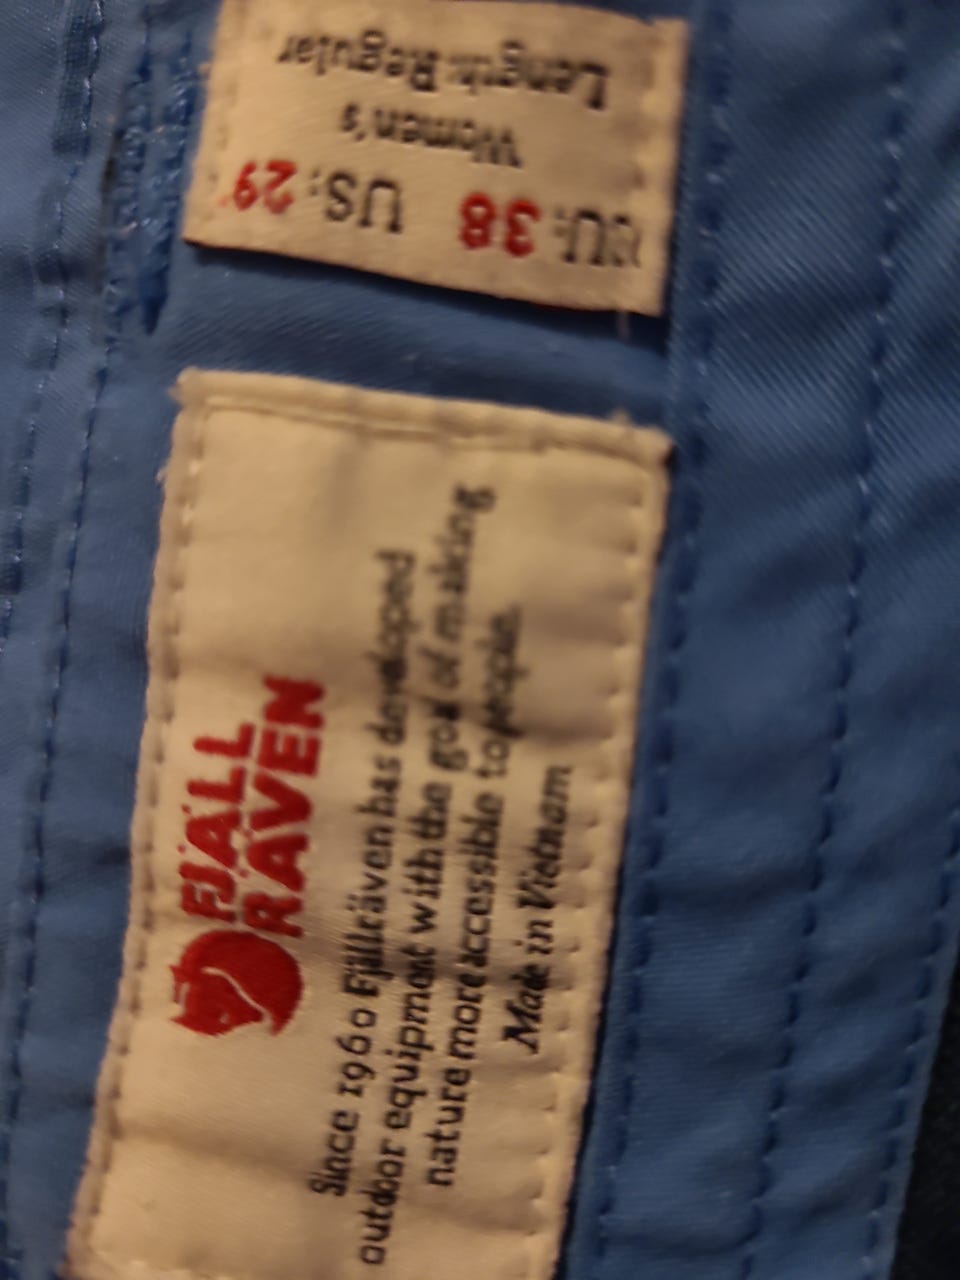 EU: 38 US: 29
Women's
Length: Regular
FJÄLL
RÄVEN
Since 1960 Fjällräven has developed
outdoor equipment with the goal of making
nature more accessible to people.
Made in Vietnam